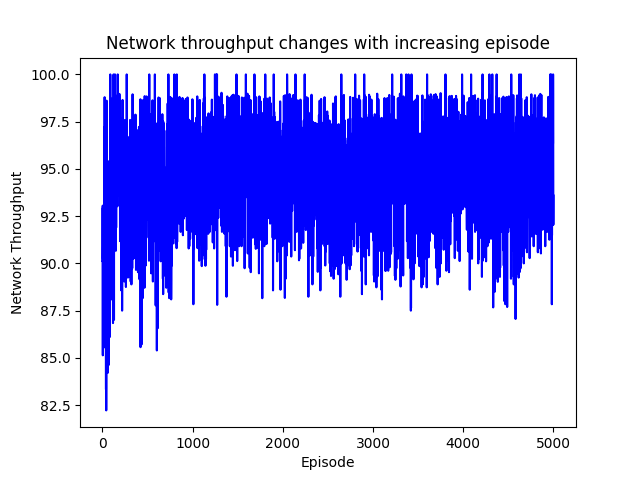 Network throughput changes with increasing episode
100.0
97.5
95.0
92.5
90.0
87.5
85.0
82.5
Network Throughput
0 1000 2000 3000 4000 5000
Episode